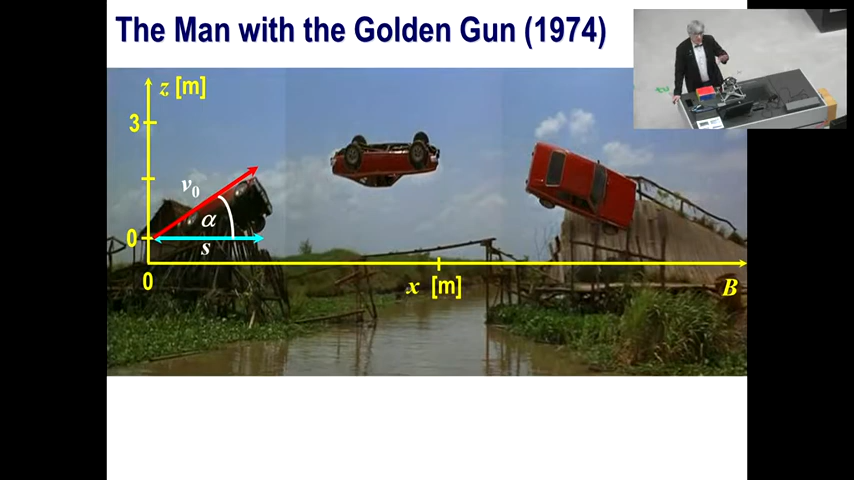 The Man with the Golden Gun (1974)
z [m]
3
v0
α
0
s
0
x [m]
B